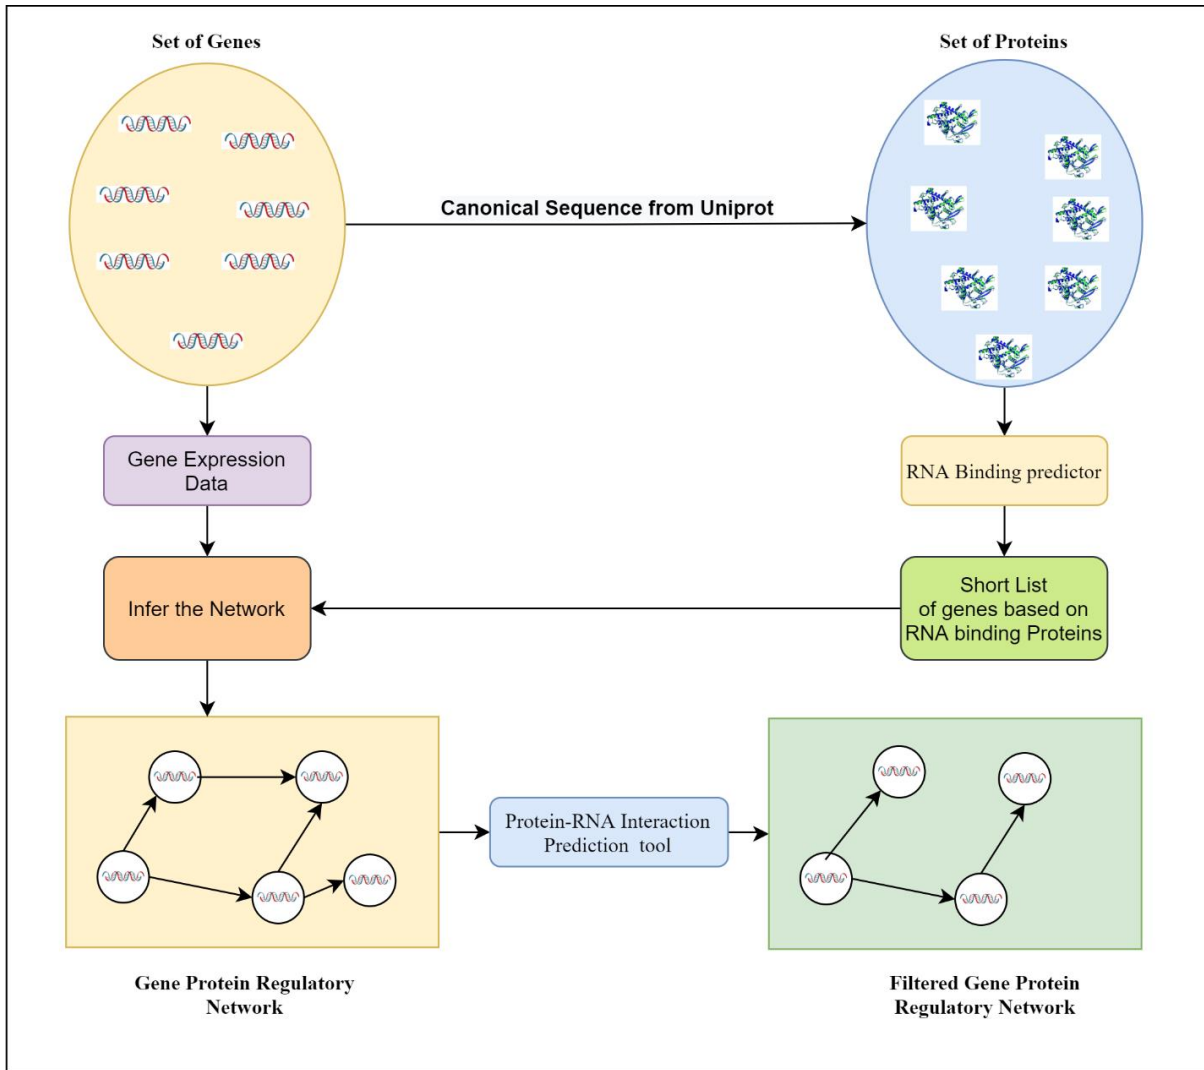 Set of Genes
Set of Proteins
Canonical Sequence from Uniprot
Gene Expression
Data
RNA Binding predictor
Infer the Network
Short List
of genes based on
RNA binding Proteins
Protein-RNA Interaction
Prediction tool
Gene Protein Regulatory
Network
Filtered Gene Protein
Regulatory Network